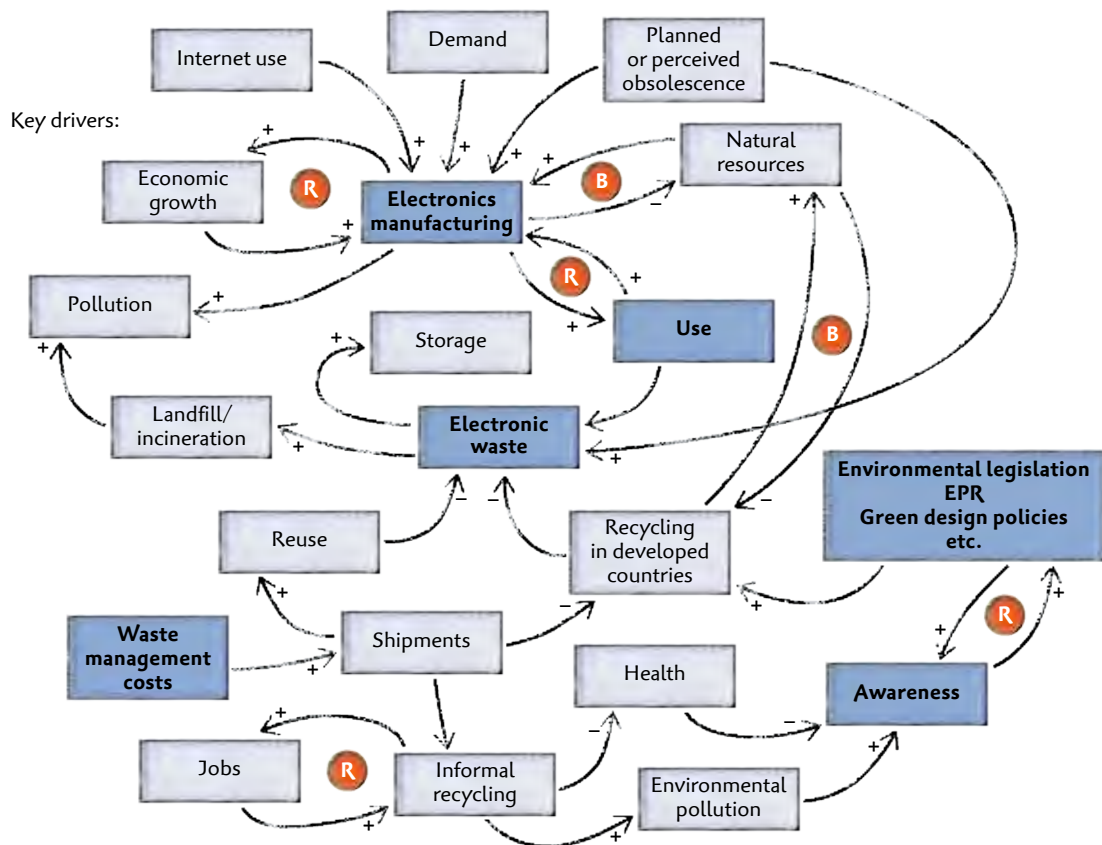 Internet use
Demand
Planned
or perceived
obsolescence
Key drivers:
+
+
+
+
+
Natural
resources
Economic
growth
R
Electronics
manufacturing
B
+
–
+
Pollution
+
R
+
+
Use
Storage
+
B
+
Landfill/
incineration
+
Electronic
waste
+
–
–
–
Environmental legislation
EPR
Green design policies
etc.
Reuse
Recycling
in developed
countries
+
+
+
–
R
Waste
management
costs
+
Shipments
+
Health
Awareness
+
–
–
+
Jobs
R
Informal
recycling
Environmental
pollution
+
+